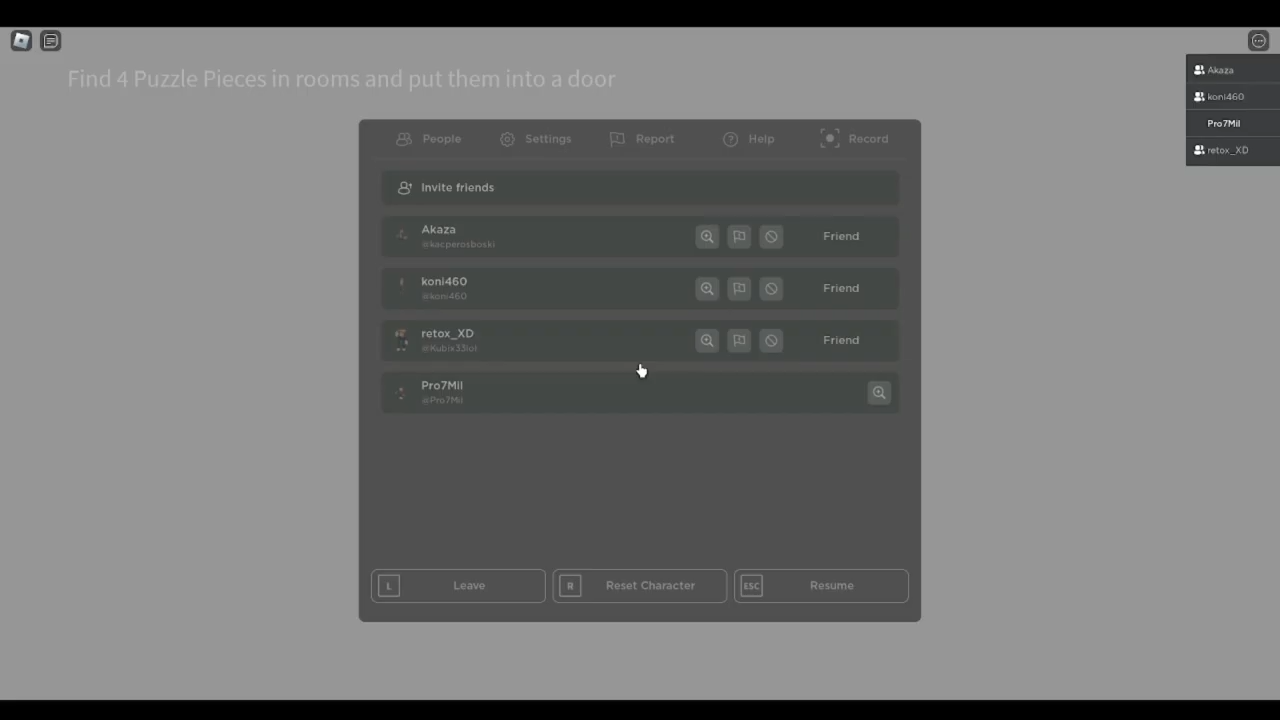 Find 4 Puzzle Pieces in rooms and put them into a door
Akaza
koni460
Pro7Mil
retox_XD
People Settings Report Help Record
Invite friends
Akaza
@kacperosboski
Friend
koni460
@koni460
Friend
retox_XD
@Kubix33lol
Friend
Pro7Mil
@Pro7Mil
L Leave R Reset Character ESC Resume